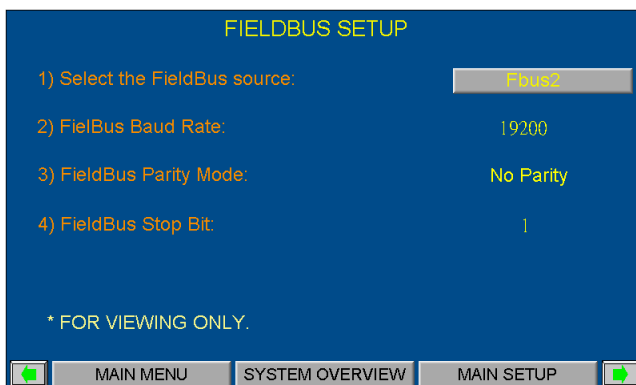 FIELDBUS SETUP
1) Select the FieldBus source: Fbus2
2) FielBus Baud Rate: 19200
3) FieldBus Parity Mode: No Parity
4) FieldBus Stop Bit: 1
* FOR VIEWING ONLY.
MAIN MENU SYSTEM OVERVIEW MAIN SETUP